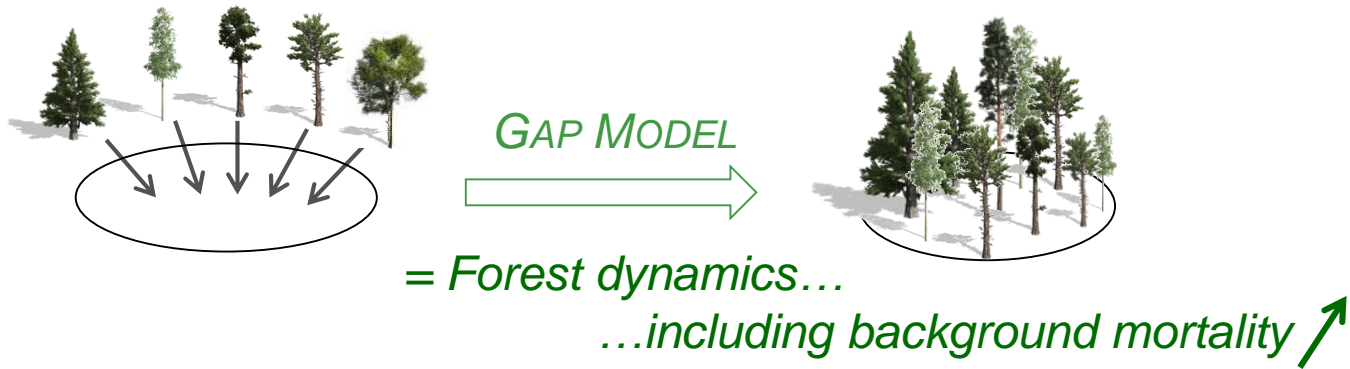 GAP MODEL
= Forest dynamics…
…including background mortality